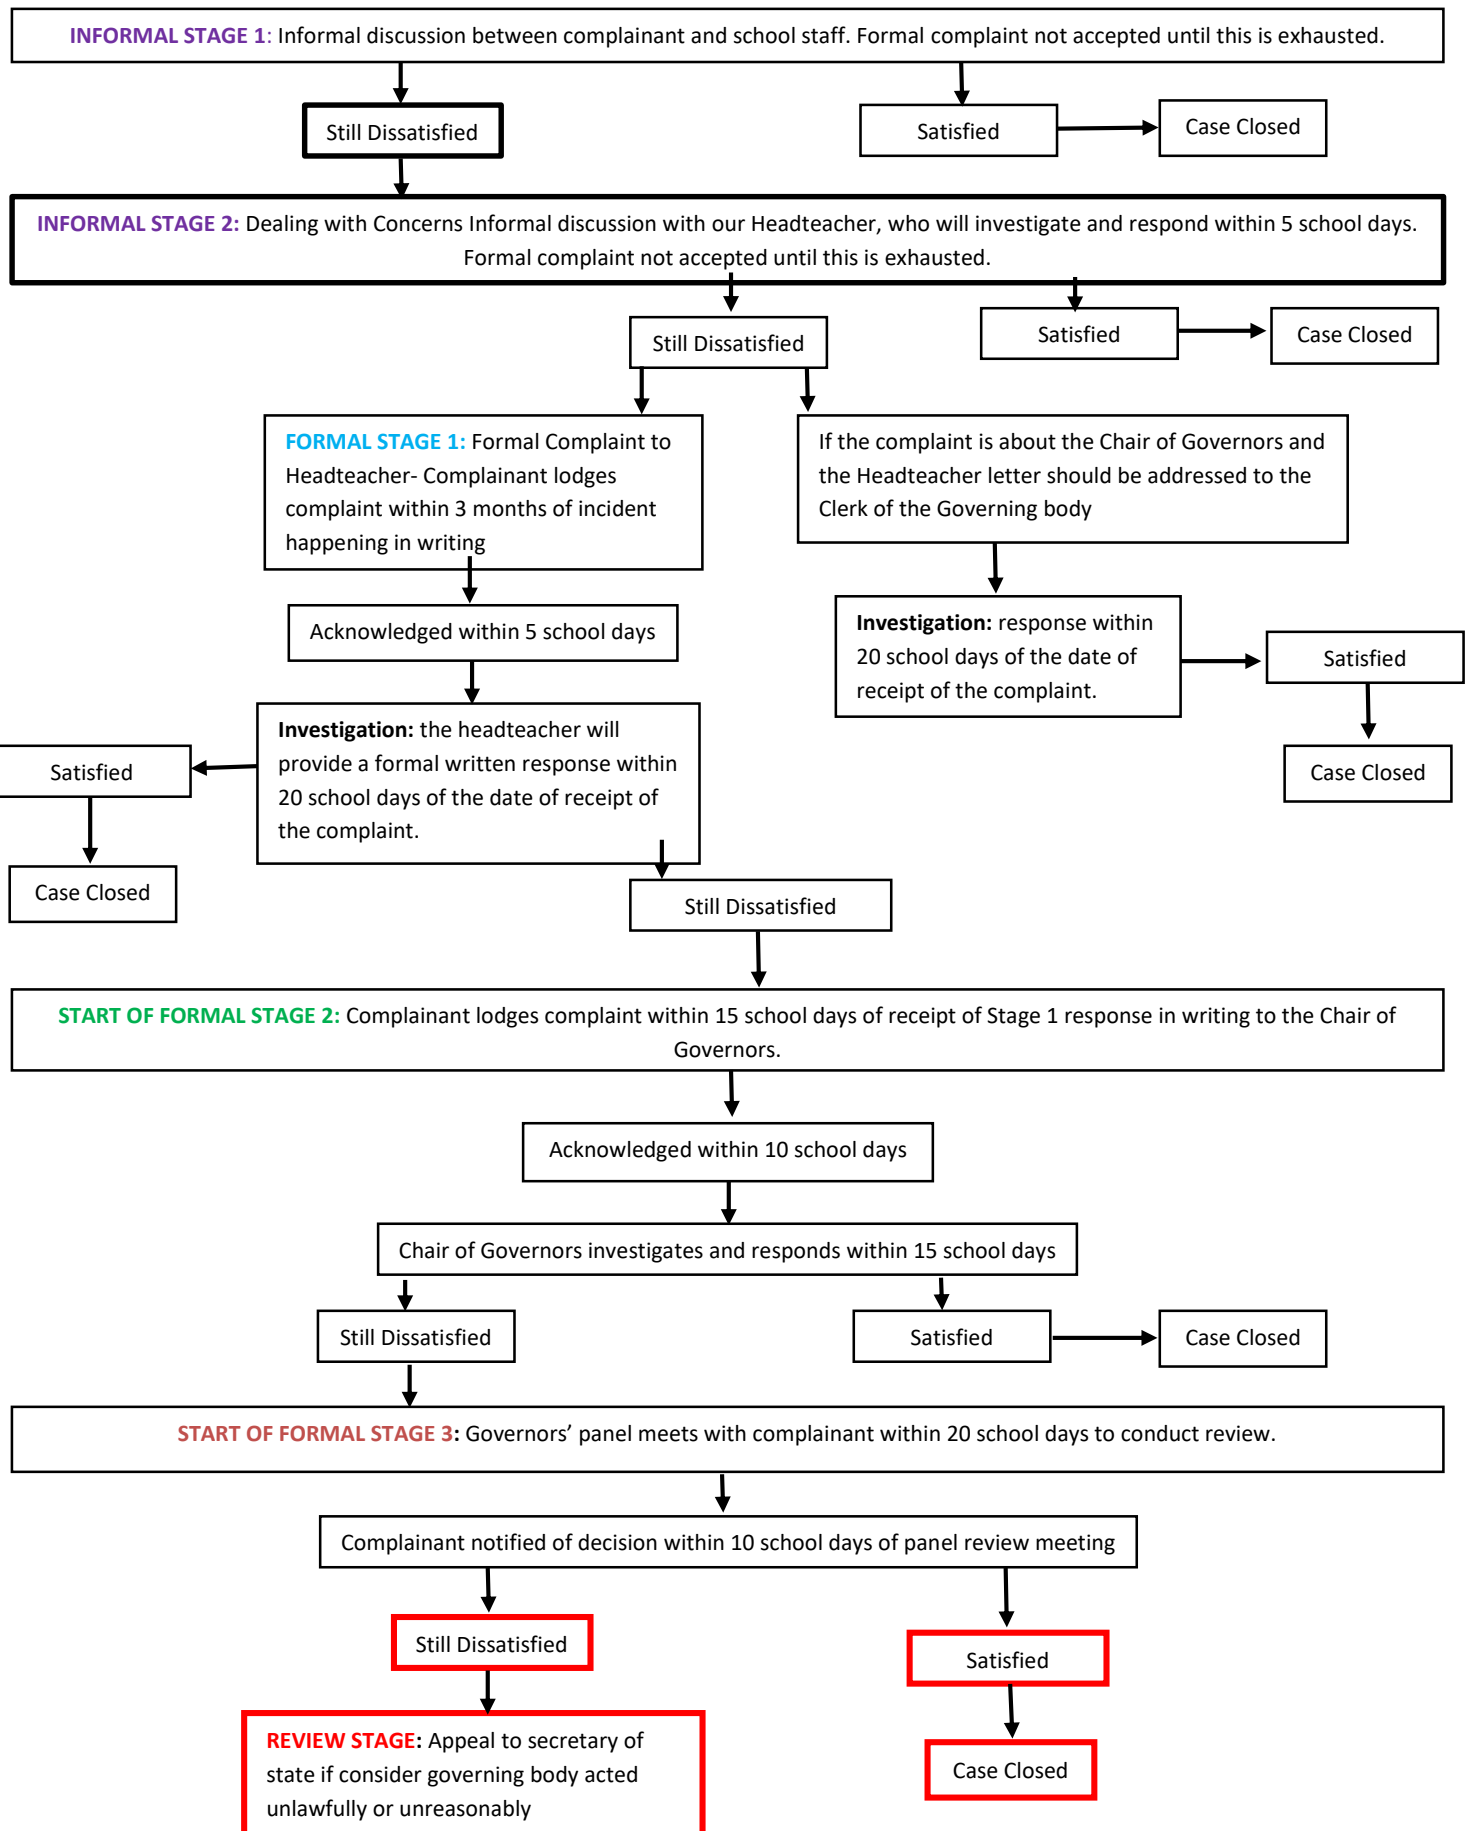 INFORMAL STAGE 1: Informal discussion between complainant and school staff. Formal complaint not accepted until this is exhausted.
Still Dissatisfied
Satisfied
Case Closed
INFORMAL STAGE 2: Dealing with Concerns Informal discussion with our Headteacher, who will investigate and respond within 5 school days.
Formal complaint not accepted until this is exhausted.
Still Dissatisfied
Satisfied
Case Closed
FORMAL STAGE 1: Formal Complaint to
Headteacher- Complainant lodges
complaint within 3 months of incident
happening in writing
If the complaint is about the Chair of Governors and
the Headteacher letter should be addressed to the
Clerk of the Governing body
Acknowledged within 5 school days
Investigation: response within
20 school days of the date of
receipt of the complaint.
Satisfied
Case Closed
Investigation: the headteacher will
provide a formal written response within
20 school days of the date of receipt of
the complaint.
Satisfied
Case Closed
Still Dissatisfied
START OF FORMAL STAGE 2: Complainant lodges complaint within 15 school days of receipt of Stage 1 response in writing to the Chair of
Governors.
Acknowledged within 10 school days
Chair of Governors investigates and responds within 15 school days
Still Dissatisfied
Satisfied
Case Closed
START OF FORMAL STAGE 3: Governors’ panel meets with complainant within 20 school days to conduct review.
Complainant notified of decision within 10 school days of panel review meeting
Still Dissatisfied
Satisfied
REVIEW STAGE: Appeal to secretary of
state if consider governing body acted
unlawfully or unreasonably
Case Closed